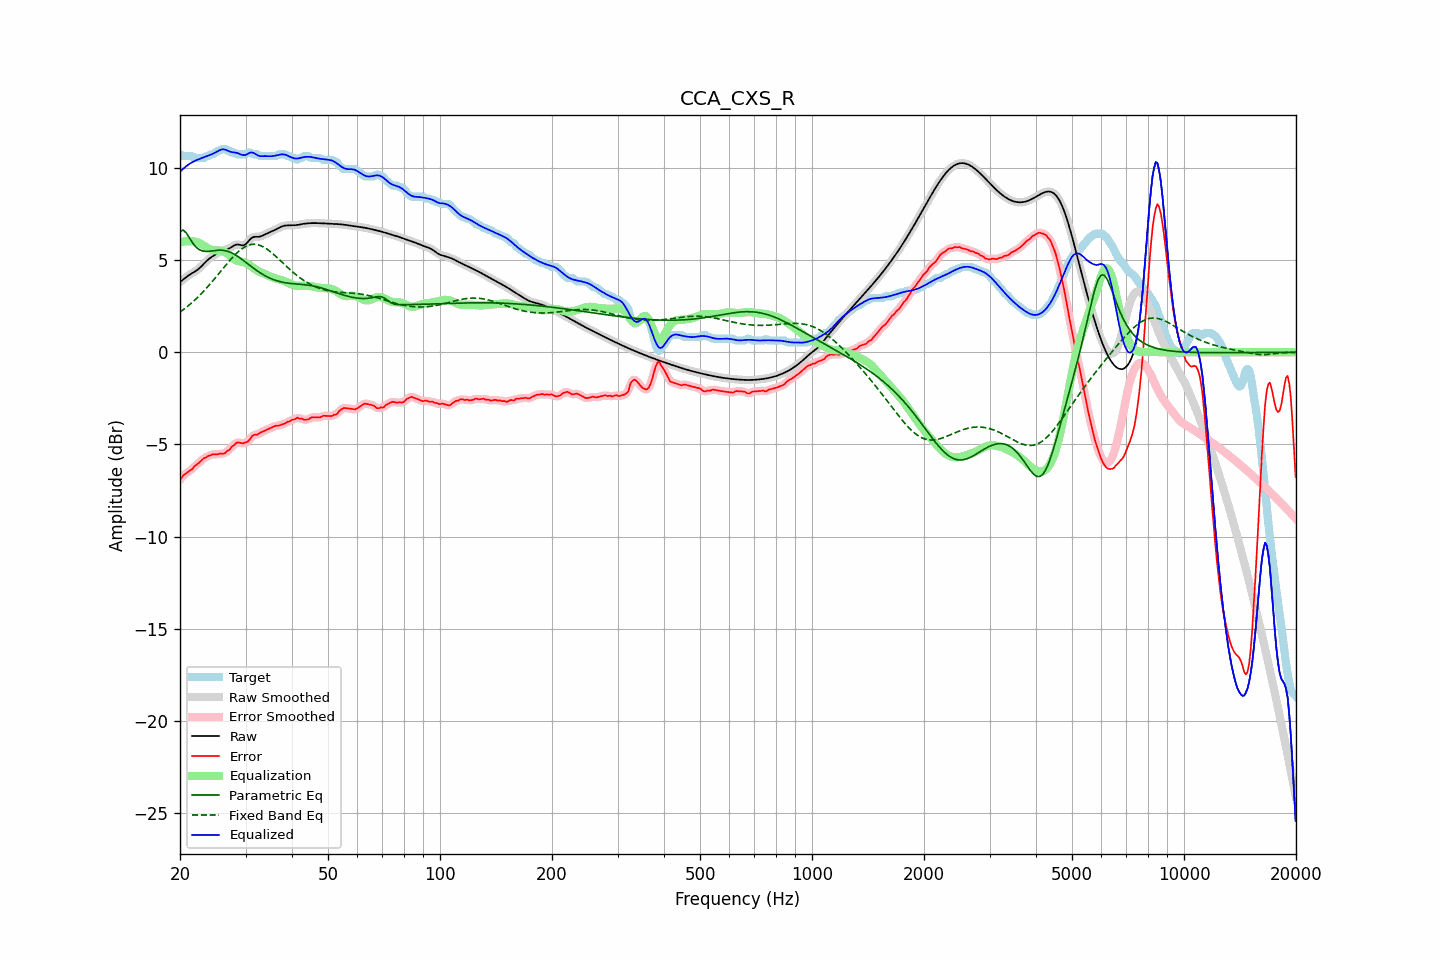 CCA_CXS_R
Amplitude (dBr)
10
5
0
−5
−10
−15
−20
−25
Target
Raw Smoothed
Error Smoothed
Raw
Error
Equalization
Parametric Eq
Fixed Band Eq
Equalized
20 50 100 200 500 1000 2000 5000 10000 20000
Frequency (Hz)